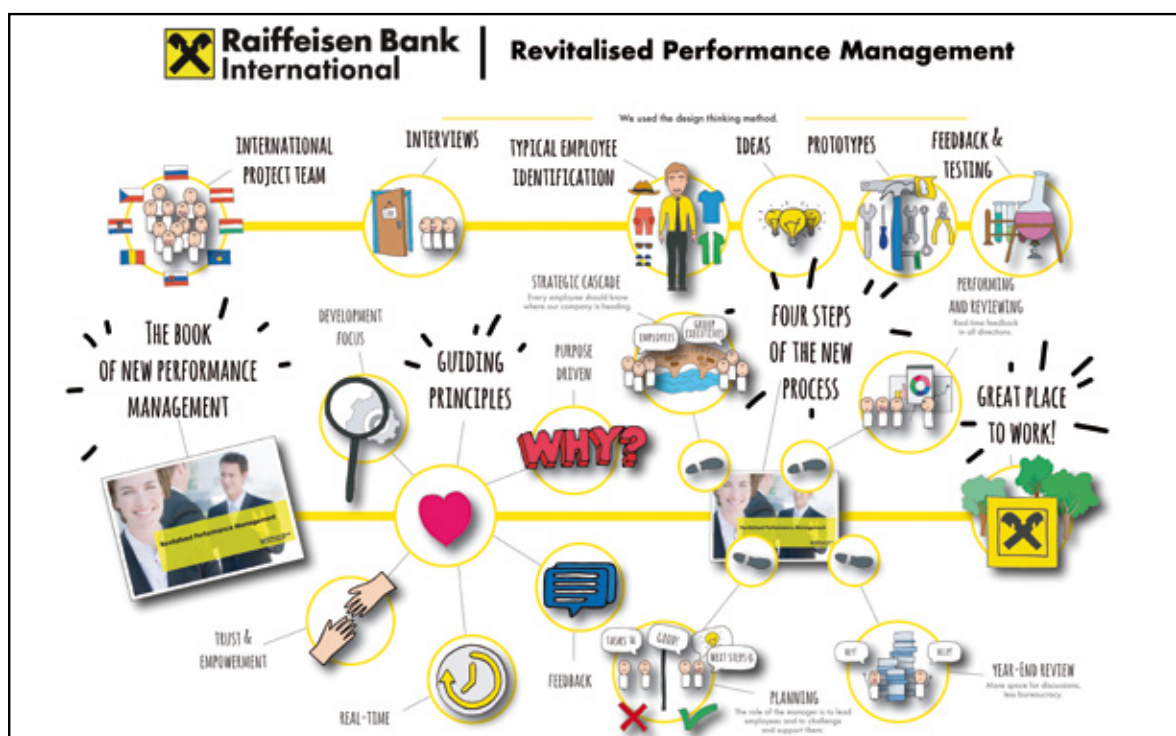 Raiffeisen Bank
International
Revitalised Performance Management
We used the design thinking method.
INTERNATIONAL
PROJECT TEAM
INTERVIEWS
TYPICAL EMPLOYEE
IDENTIFICATION
IDEAS
PROTOTYPES
FEEDBACK &
TESTING
STRATEGIC CASCADE
Every employee should know
where our company is heading.
EMPLOYEES
GROUP
EXECUTIVES
PERFORMING
AND REVIEWING
Real-time feedback
in all directions.
THE BOOK
OF NEW PERFORMANCE
MANAGEMENT
DEVELOPMENT
FOCUS
GUIDING
PRINCIPLES
PURPOSE
DRIVEN
WHY?
FOUR STEPS
OF THE NEW
PROCESS
GREAT PLACE
TO WORK!
Revitalised Performance Management
Revitalised Performance Management
TRUST &
EMPOWERMENT
REAL-TIME
FEEDBACK
TASKS
GOOD!
NEXT STEPS
PLANNING
The role of the manager is to lead
employees and to challenge
and support them.
HEY!
HELP!
YEAR-END REVIEW
More space for discussions,
less bureaucracy.